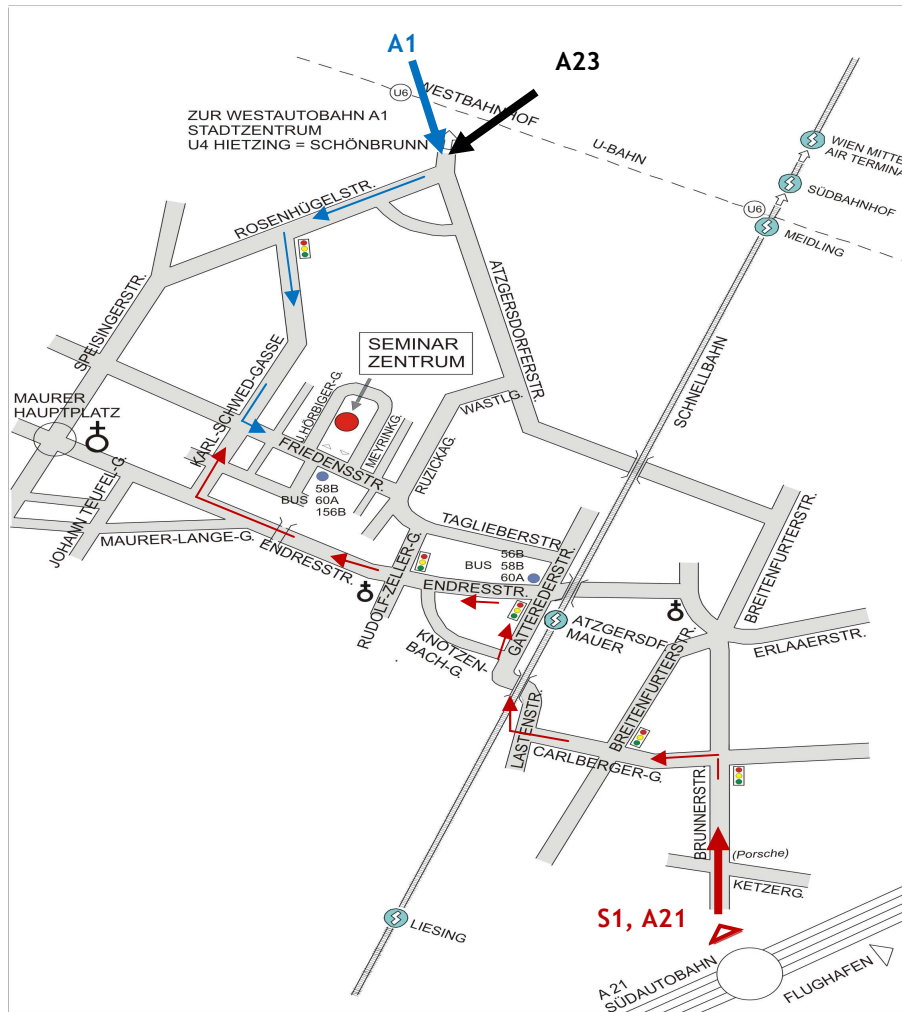 A1
A23
U6
WESTBAHNHOF
ZUR WESTAUTOBAHN A1
STADTZENTRUM
U4 HIETZING = SCHÖNBRUNN
U-BAHN
WIEN MITTE
AIR TERMINA
SÜDBAHNHOF
U6
MEIDLING
ROSENHÜGELSTR.
SPEISINGERSTR.
ATZGERSDORFERSTR.
SCHNELLBAHN
SEMINAR
ZENTRUM
MAURER
HAUPTPLATZ
KARL-SCHWED-GASSE
J.HÖRBIGER-G.
MEYRINKG.
WASTLG.
FRIEDENSSTR.
RUZICKAG.
BUS
58B
60A
156B
JOHANN TEUFEL-G.
MAURER-LANGE-G.
ENDRESSTR.
TAGLIEBERSTR.
RUDOLF-ZELLER-G.
BUS
56B
58B
60A
ENDRESSTR.
GATTEREDERSTR.
BREITENFURTERSTR.
KNOTZEN-
BACH-G.
ATZGERSDF.
MAUER
ERLAAERSTR.
BREITENFURTERSTR.
LASTENSTR.
CARLBERGER-G.
BRUNNERSTR.
(Porsche)
KETZERG.
S1, A21
LIESING
A 21
SÜDAUTOBAHN
FLUGHAFEN